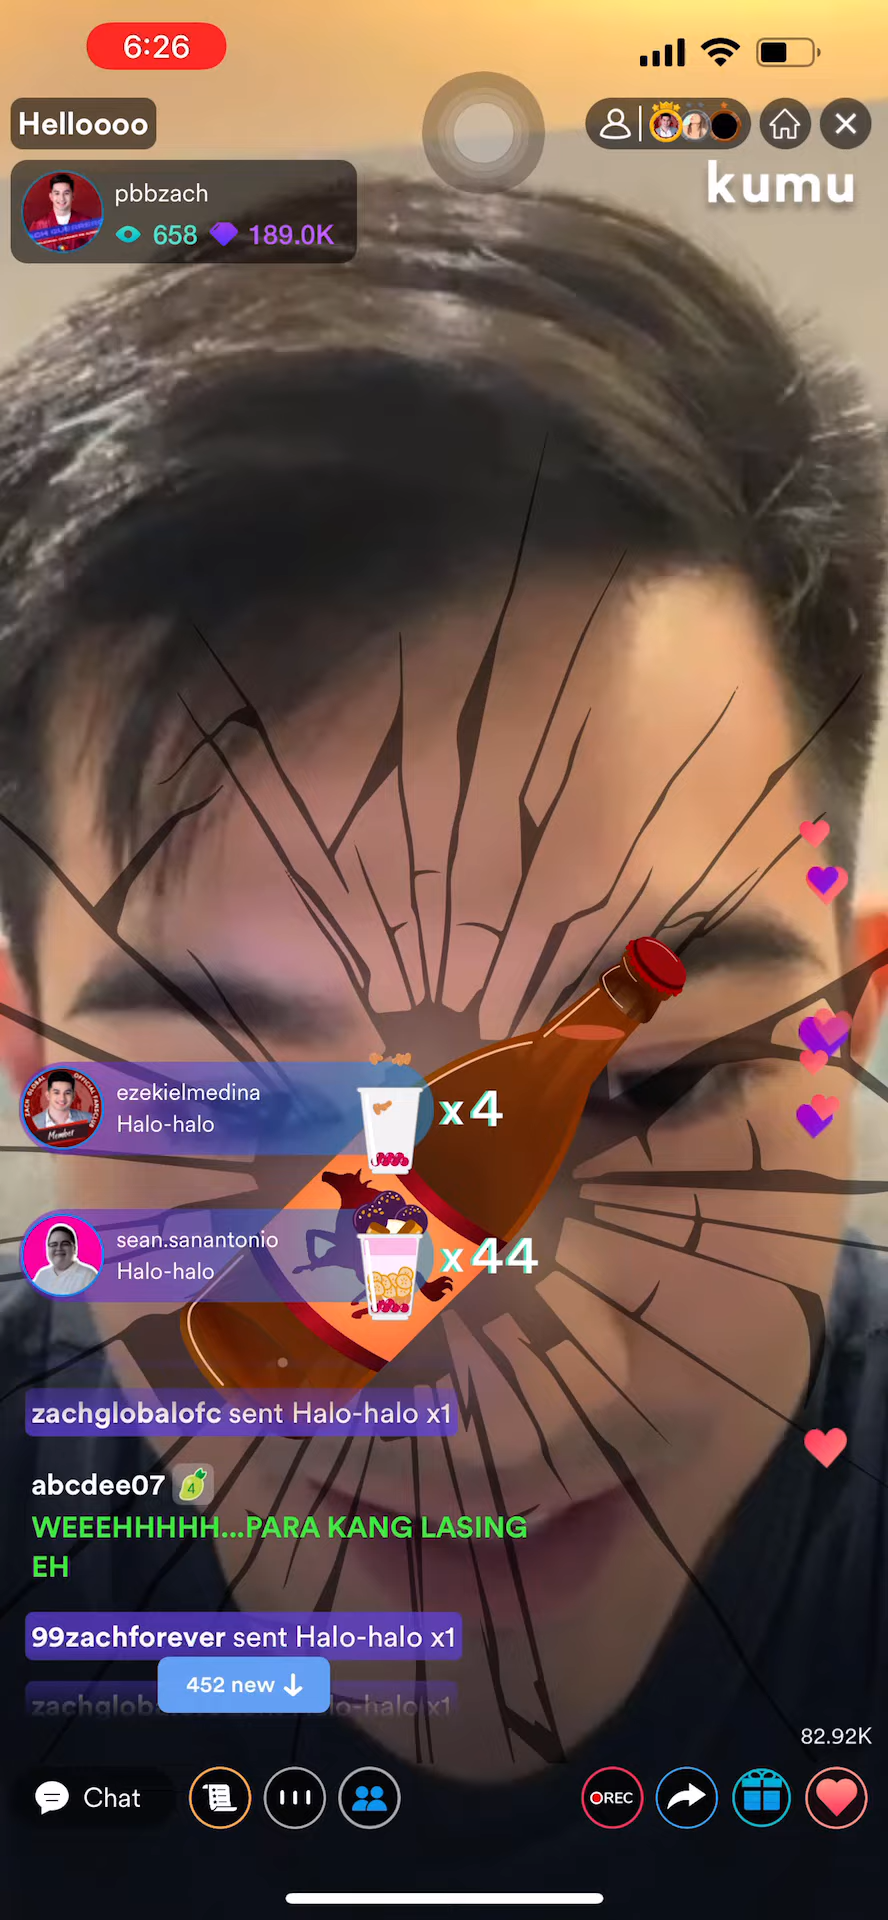 6:26
Helloooo
kumu
pbbzach
658 189.0K
ezekielmedina
Halo-halo
x4
sean.sanantonio
Halo-halo
x44
zachglobalofc sent Halo-halo x1
abcdee07 4
WEEEHHHHH...PARA KANG LASING
EH
99zachforever sent Halo-halo x1
452 new
82.92K
Chat
REC